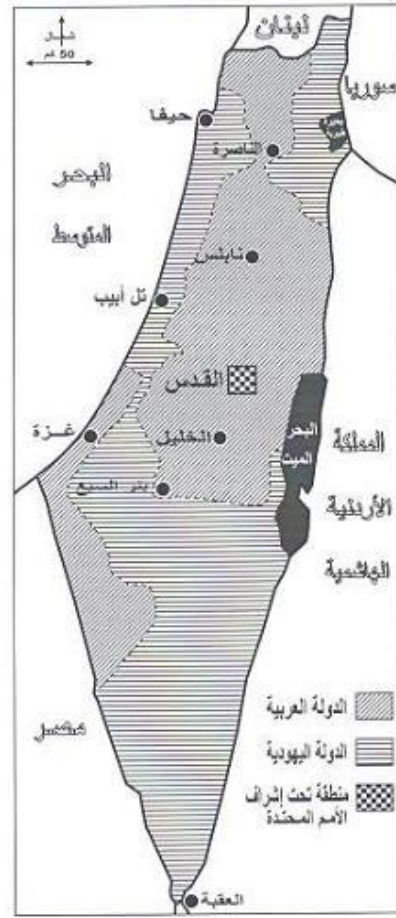 شمال
50 كم
لبنان
سوريا
حيفا
الناصرة
البحر
المتوسط
نابلس
تل أبيب
القدس
غزة
الخليل
البحر
الميت
المملكة
الأردنية
الهاشمية
بئر السبع
مصر
الدولة العربية
الدولة اليهودية
منطقة تحت إشراف
الأمم المتحدة
العقبة